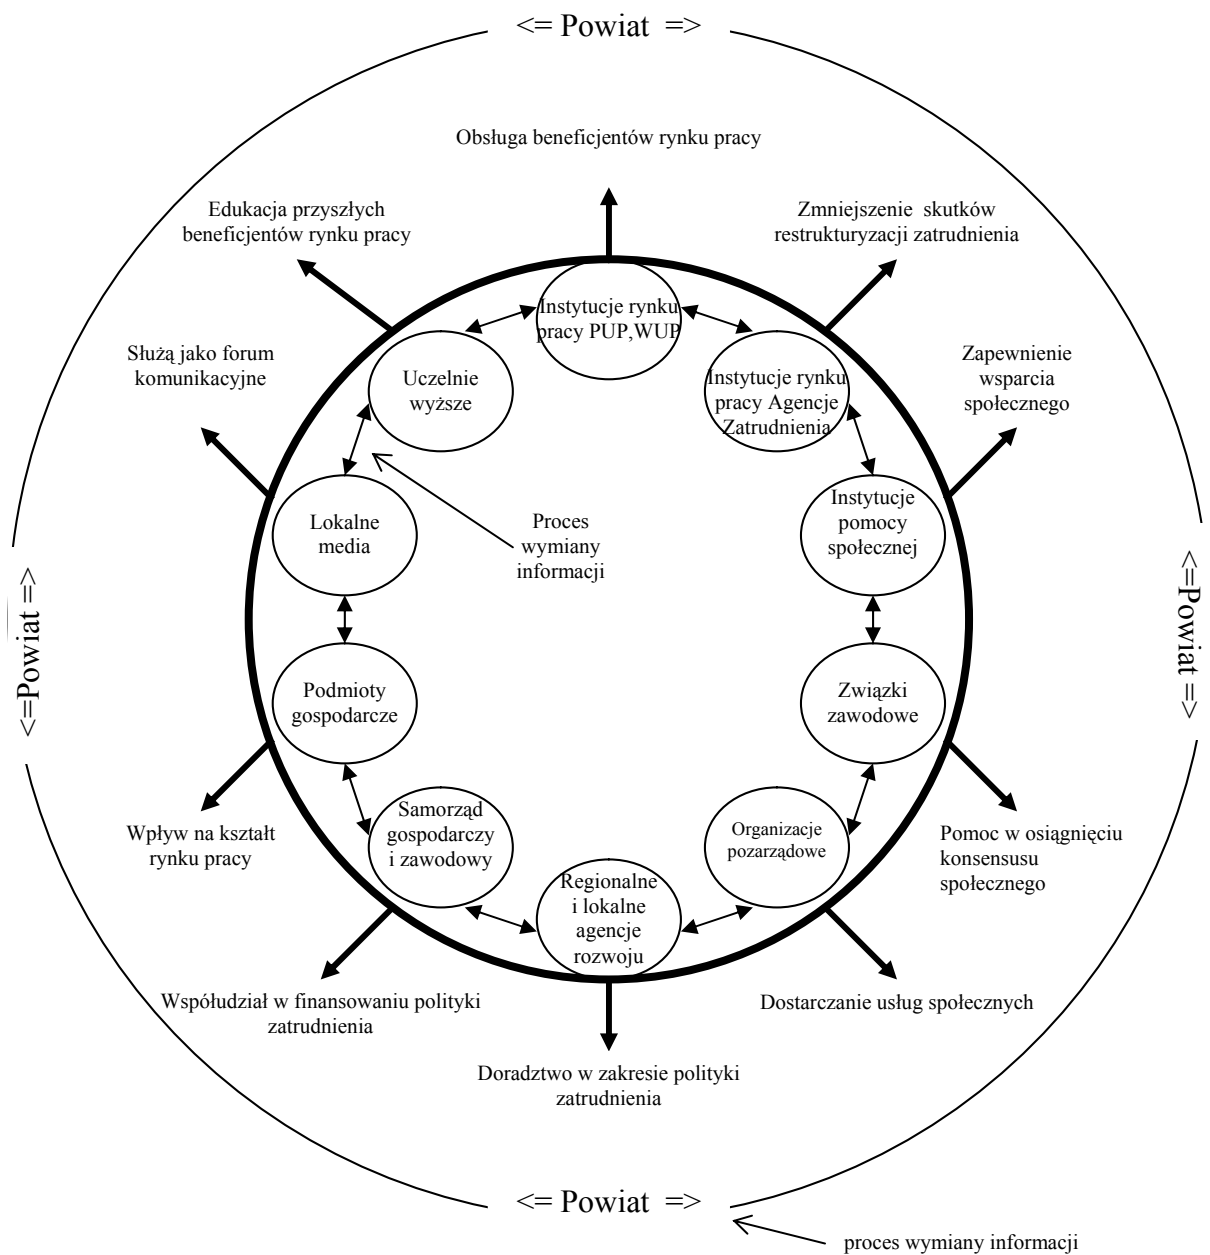 <= Powiat =>
Obsługa beneficjentów rynku pracy
Edukacja przyszłych
beneficjentów rynku pracy
Zmniejszenie skutków
restrukturyzacji zatrudnienia
Służą jako forum
komunikacyjne
Zapewnienie
wsparcia
społecznego
Instytucje rynku
pracy PUP,WUP
Uczelnie
wyższe
Instytucje rynku
pracy Agencje
Zatrudnienia
Lokalne
media
Proces
wymiany
informacji
Instytucje
pomocy
społecznej
<=Powiat =>
<=Powiat =>
Podmioty
gospodarcze
Związki
zawodowe
Wpływ na kształt
rynku pracy
Samorząd
gospodarczy
i zawodowy
Organizacje
pozarządowe
Pomoc w osiągnięciu
konsensusu
społecznego
Regionalne
i lokalne
agencje
rozwoju
Współudział w finansowaniu polityki
zatrudnienia
Dostarczanie usług społecznych
Doradztwo w zakresie polityki
zatrudnienia
<= Powiat =>
proces wymiany informacji